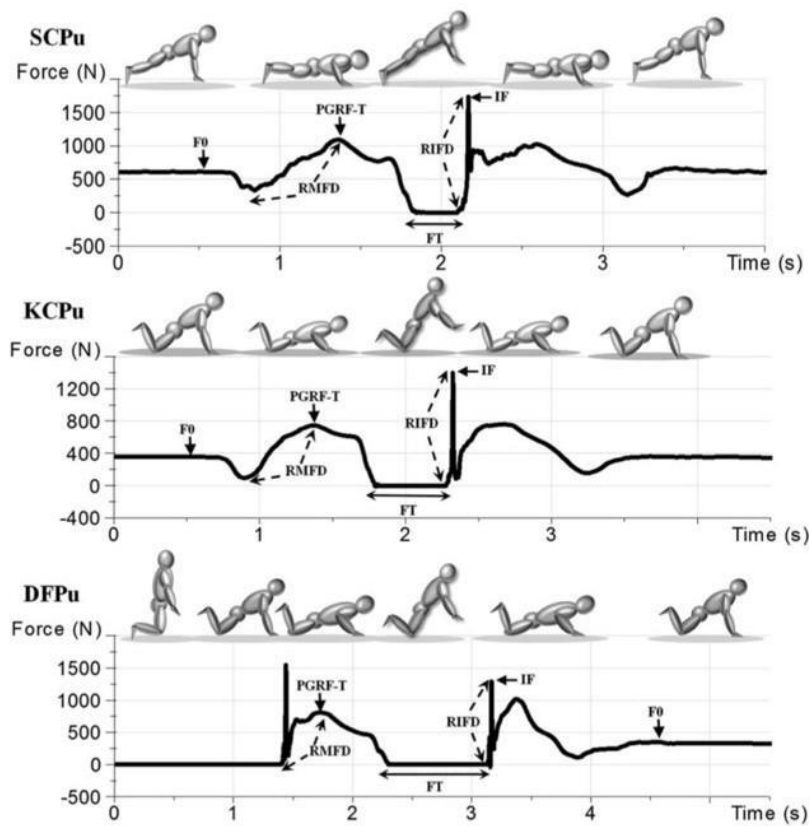 SCPu
Force (N)
PGRF-T
IF
F0
RIFD
RMFD
FT
1500
1000
500
0
-500
0 1 2 3 Time (s)
KCPu
Force (N)
IF
PGRF-T
F0
RIFD
RMFD
FT
1200
800
400
0
-400
0 1 2 3 Time (s)
DFPu
Force (N)
PGRF-T
IF
F0
RIFD
RMFD
FT
1500
1000
500
0
-500
0 1 2 3 4 Time (s)